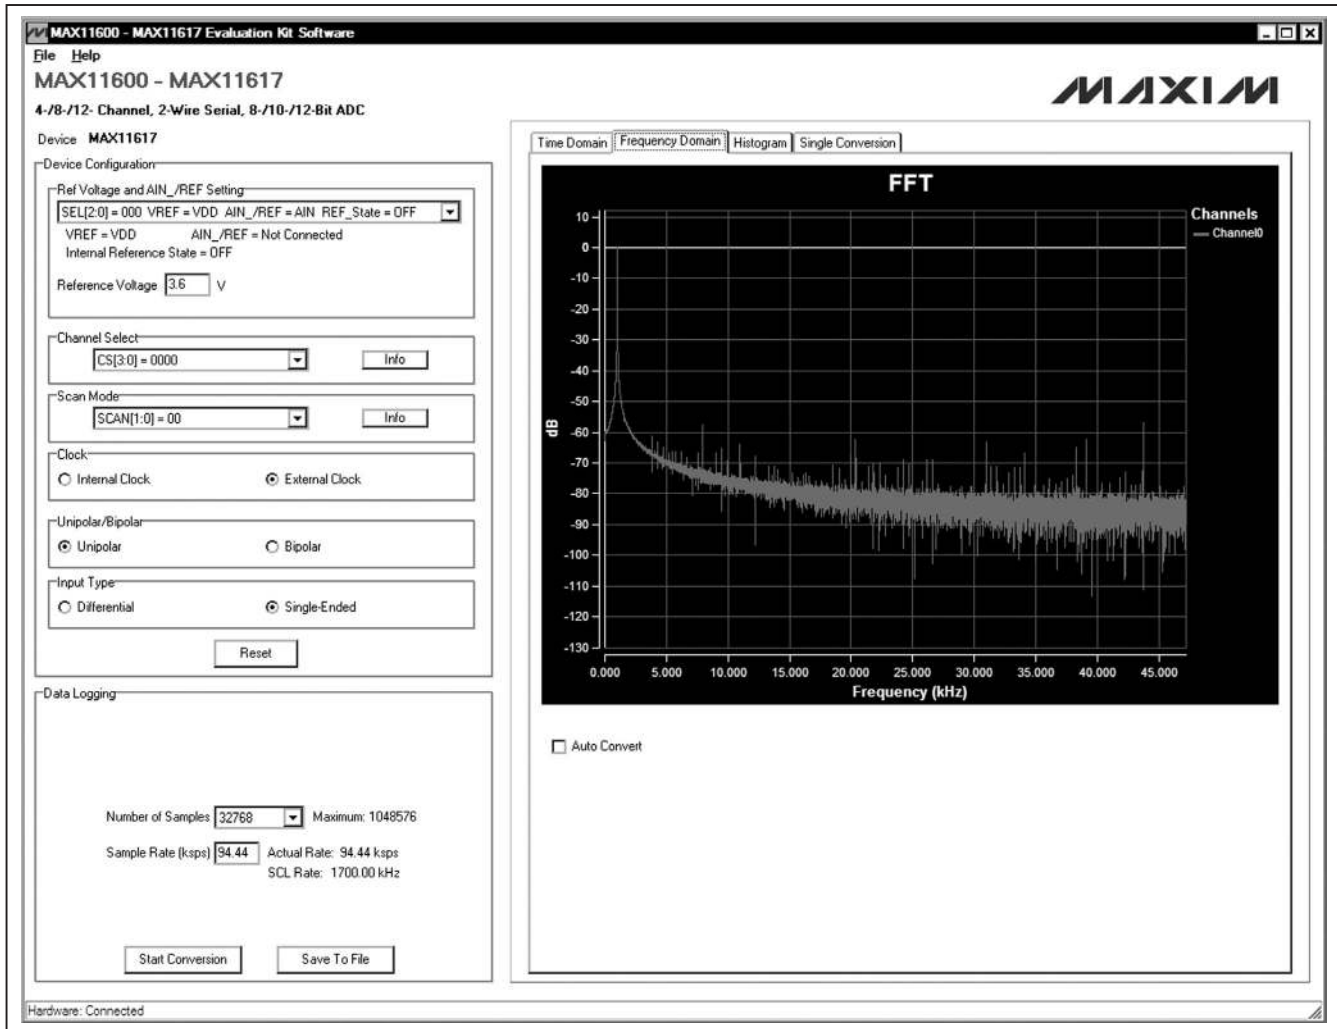 MAX11600 - MAX11617 Evaluation Kit Software
File Help
MAX11600 - MAX11617
MAXIM
4-/8-/12- Channel, 2-Wire Serial, 8-/10-/12-Bit ADC
Device MAX11617
Device Configuration
Ref Voltage and AIN_/REF Setting
SEL[2:0] = 000 VREF = VDD AIN_/REF = AIN REF_State = OFF
VREF = VDD AIN_/REF = Not Connected
Internal Reference State = OFF
Reference Voltage 3.6 V
Channel Select
CS[3:0] = 0000 Info
Scan Mode
SCAN[1:0] = 00 Info
Clock
Internal Clock External Clock
Unipolar/Bipolar
Unipolar Bipolar
Input Type
Differential Single-Ended
Reset
Data Logging
Number of Samples 32768 Maximum: 1048576
Sample Rate (ksps) 94.44 Actual Rate: 94.44 ksps
SCL Rate: 1700.00 kHz
Start Conversion Save To File
Time Domain Frequency Domain Histogram Single Conversion
FFT
Channels
Channel0
10
0
-10
-20
-30
-40
-50
-60
-70
-80
-90
-100
-110
-120
-130
dB
0.000 5.000 10.000 15.000 20.000 25.000 30.000 35.000 40.000 45.000
Frequency (kHz)
Auto Convert
Hardware: Connected